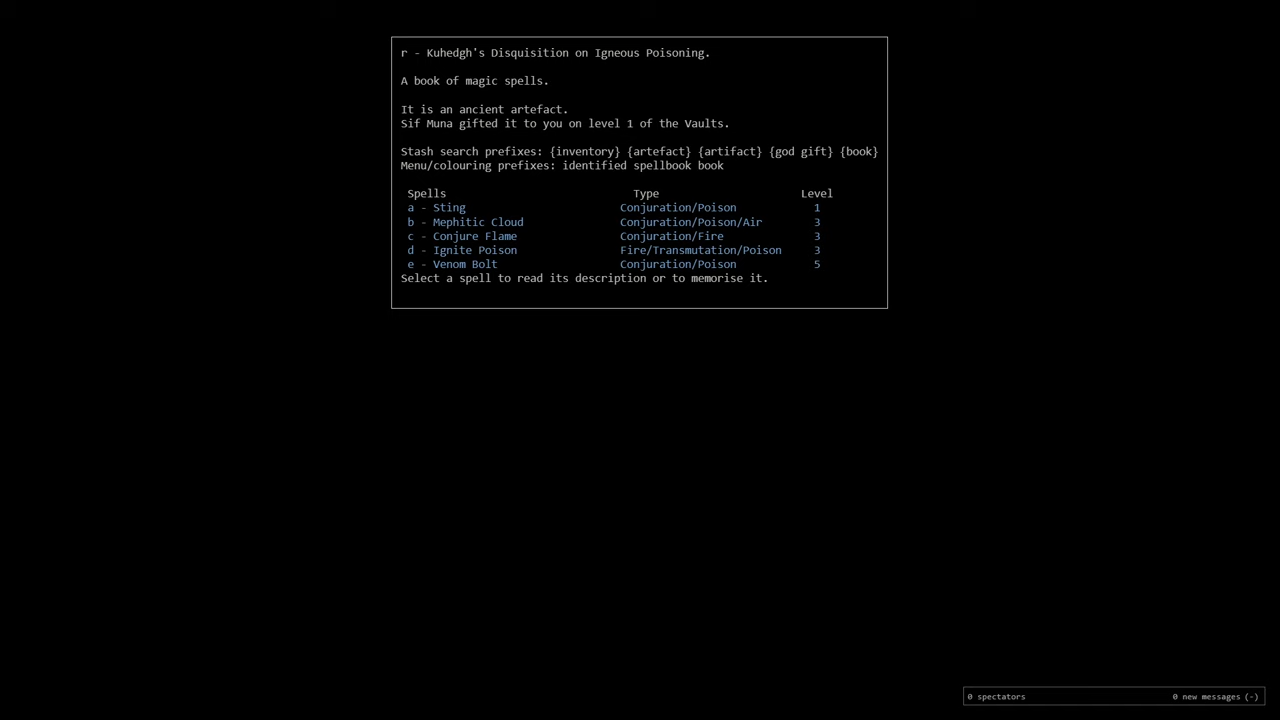 r - Kuhedgh's Disquisition on Igneous Poisoning.
A book of magic spells.
It is an ancient artefact.
Sif Muna gifted it to you on level 1 of the Vaults.
Stash search prefixes: {inventory} {artefact} {artifact} {god gift} {book}
Menu/colouring prefixes: identified spellbook book
Spells Type Level
a - Sting Conjuration/Poison 1
b - Mephitic Cloud Conjuration/Poison/Air 3
c - Conjure Flame Conjuration/Fire 3
d - Ignite Poison Fire/Transmutation/Poison 3
e - Venom Bolt Conjuration/Poison 5
Select a spell to read its description or to memorise it.
0 spectators 0 new messages (-)